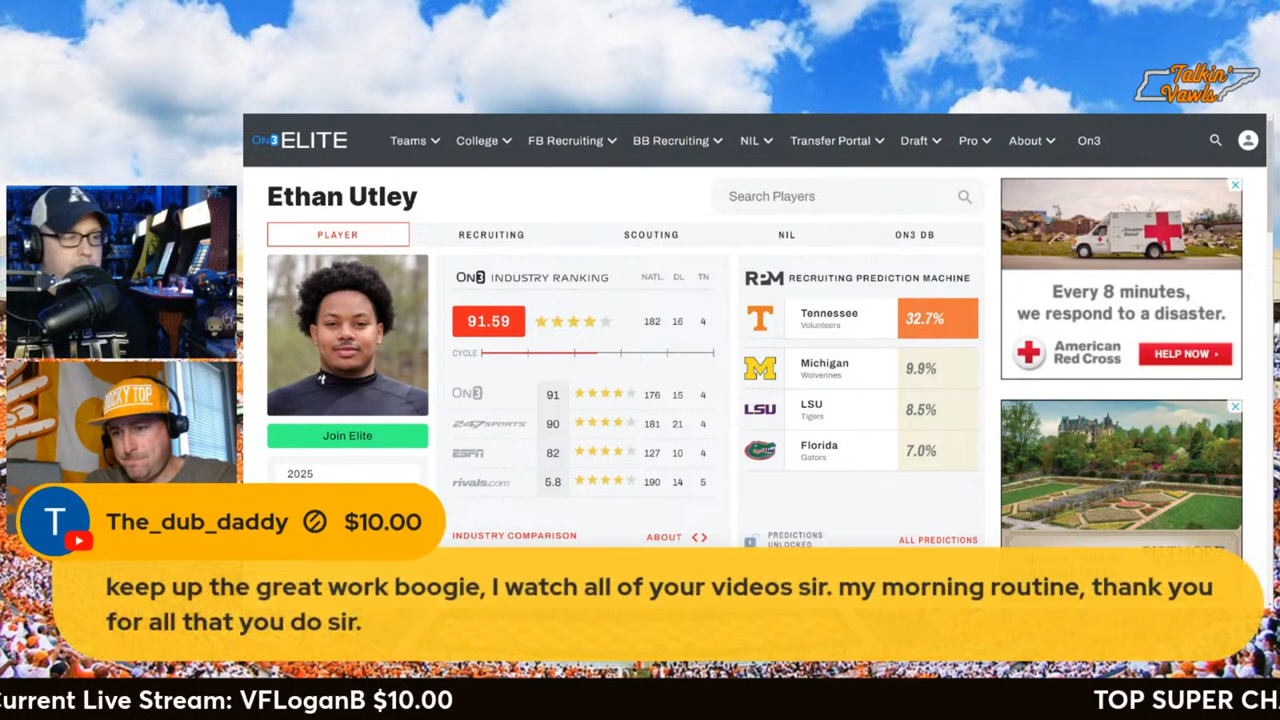 Talkin'
Vawls
ON3 ELITE
Teams College FB Recruiting BB Recruiting NIL Transfer Portal Draft Pro About On3
Ethan Utley
Search Players
PLAYER RECRUITING SCOUTING NIL ON3 DB
ON3 INDUSTRY RANKING NATL. DL TN
91.59 182 16 4
CYCLE
ON3 91 176 15 4
247SPORTS 90 181 21 4
ESPN 82 127 10 4
rivals.com 5.8 190 14 5
INDUSTRY COMPARISON ABOUT
Join Elite
2025
RPM RECRUITING PREDICTION MACHINE
Tennessee
Volunteers
32.7%
Michigan
Wolverines
9.9%
LSU
LSU
Tigers
8.5%
Florida
Gators
7.0%
PREDICTIONS
UNLOCKED
ALL PREDICTIONS
Every 8 minutes,
we respond to a disaster.
American
Red Cross
HELP NOW
ROCKY TOP
T
The_dub_daddy $10.00
keep up the great work boogie, I watch all of your videos sir. my morning routine, thank you
for all that you do sir.
Current Live Stream: VFLoganB $10.00
TOP SUPER CHA